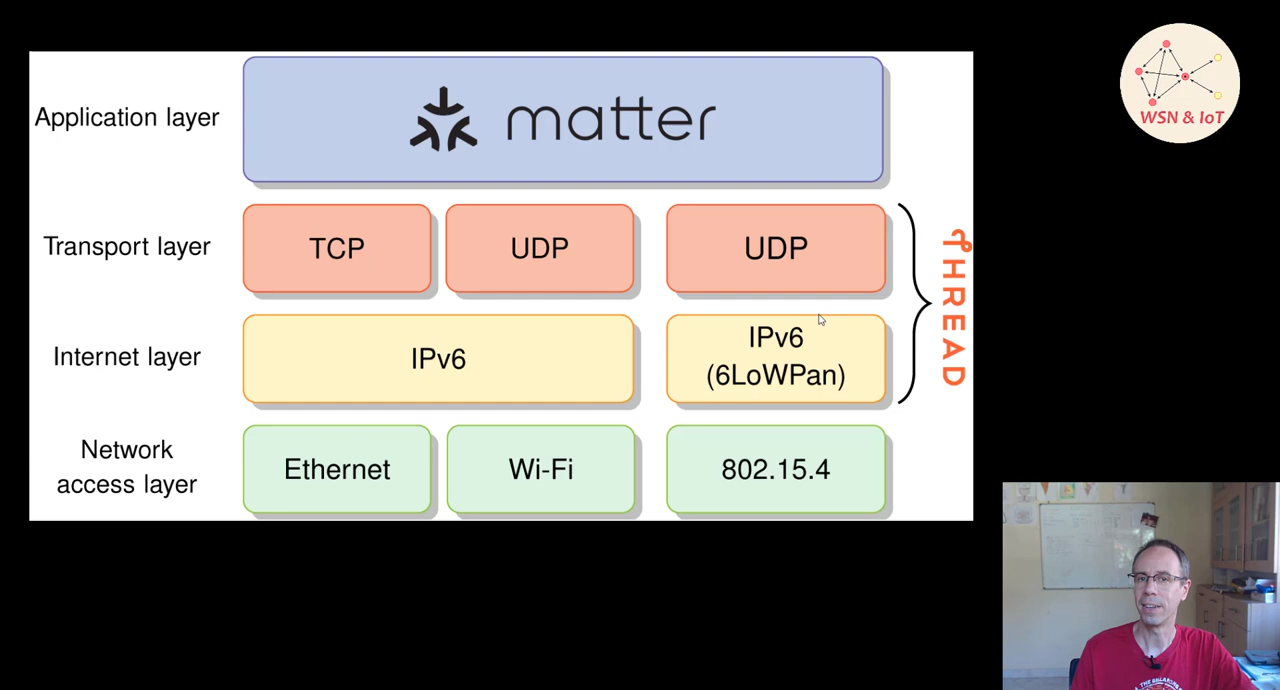 Application layer
matter
Transport layer
TCP
UDP
UDP
Internet layer
IPv6
IPv6
(6LoWPan)
Network
access layer
Ethernet
Wi-Fi
802.15.4
THREAD
WSN & IoT